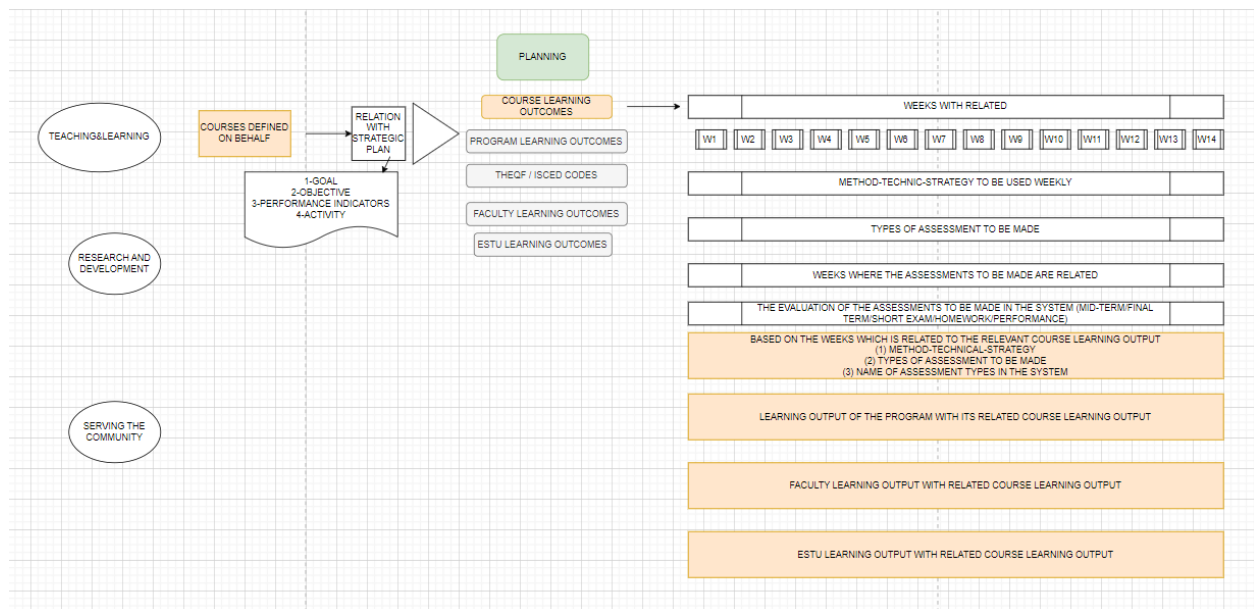 PLANNING
TEACHING&LEARNING
COURSES DEFINED
ON BEHALF
RELATION
WITH
STRATEGIC
PLAN
1-GOAL
2-OBJECTIVE
3-PERFORMANCE INDICATORS
4-ACTIVITY
COURSE LEARNING
OUTCOMES
PROGRAM LEARNING OUTCOMES
THEQF / ISCED CODES
FACULTY LEARNING OUTCOMES
ESTU LEARNING OUTCOMES
RESEARCH AND
DEVELOPMENT
SERVING THE
COMMUNITY
WEEKS WITH RELATED
W1 W2 W3 W4 W5 W6 W7 W8 W9 W10 W11 W12 W13 W14
METHOD-TECHNIC-STRATEGY TO BE USED WEEKLY
TYPES OF ASSESSMENT TO BE MADE
WEEKS WHERE THE ASSESSMENTS TO BE MADE ARE RELATED
THE EVALUATION OF THE ASSESSMENTS TO BE MADE IN THE SYSTEM (MID-TERM/FINAL
TERM/SHORT EXAM/HOMEWORK/PERFORMANCE)
BASED ON THE WEEKS WHICH IS RELATED TO THE RELEVANT COURSE LEARNING OUTPUT
(1) METHOD-TECHNICAL-STRATEGY
(2) TYPES OF ASSESSMENT TO BE MADE
(3) NAME OF ASSESSMENT TYPES IN THE SYSTEM
LEARNING OUTPUT OF THE PROGRAM WITH ITS RELATED COURSE LEARNING OUTPUT
FACULTY LEARNING OUTPUT WITH RELATED COURSE LEARNING OUTPUT
ESTU LEARNING OUTPUT WITH RELATED COURSE LEARNING OUTPUT